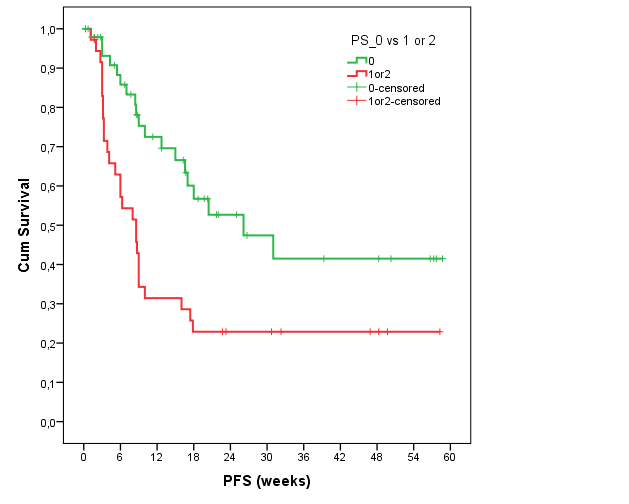 PS_0 vs 1 or 2
0
1or2
0-censored
1or2-censored
Cum Survival
1,0
0,9
0,8
0,7
0,6
0,5
0,4
0,3
0,2
0,1
0,0
0 6 12 18 24 30 36 42 48 54 60
PFS (weeks)